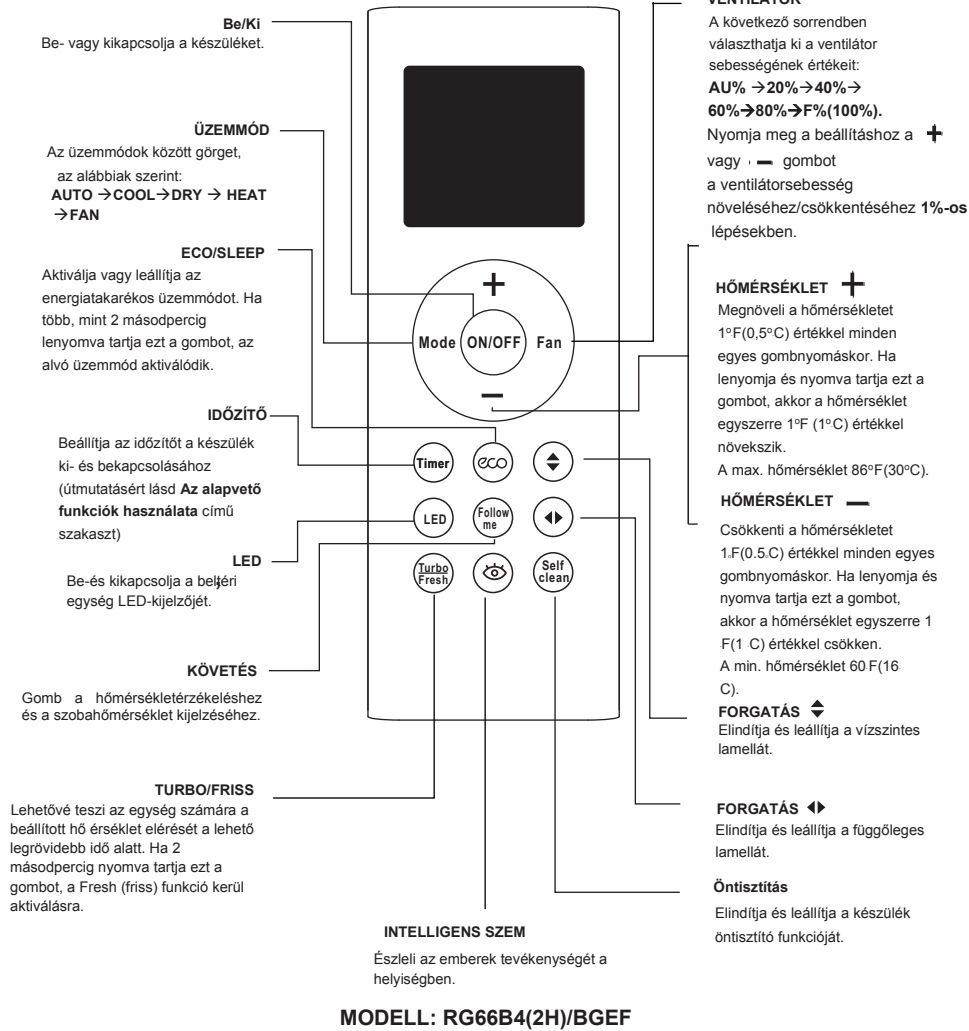 Be/Ki
Be- vagy kikapcsolja a készüléket.
ÜZEMMÓD
Az üzemmódok között görget,
az alábbiak szerint:
AUTO →COOL→DRY → HEAT
→FAN
ECO/SLEEP
Aktiválja vagy leállítja az
energiatakarékos üzemmódot. Ha
több, mint 2 másodpercig
lenyomva tartja ezt a gombot, az
alvó üzemmód aktiválódik.
IDŐZÍTŐ
Beállítja az időzítőt a készülék
ki- és bekapcsolásához
(útmutatásért lásd Az alapvető
funkciók használata című
szakaszt)
LED
Be-és kikapcsolja a beltéri
egység LED-kijelzőjét.
KÖVETÉS
Gomb a hőmérsékletérzékeléshez
és a szobahőmérséklet kijelzéséhez.
TURBO/FRISS
Lehetővé teszi az egység számára a
beállított hő érséklet elérését a lehető
legrövidebb idő alatt. Ha 2
másodpercig nyomva tartja ezt a
gombot, a Fresh (friss) funkció kerül
aktiválásra.
+
Mode ON/OFF Fan
−
Timer eco
LED Follow me
Turbo Fresh Self clean
INTELLIGENS SZEM
Észleli az emberek tevékenységét a
helyiségben.
VENTILÁTOR
A következő sorrendben
választhatja ki a ventilátor
sebességének értékeit:
AU% →20%→40%→
60%→80%→F%(100%).
Nyomja meg a beállításhoz a +
vagy − gombot
a ventilátorsebesség
növeléséhez/csökkentéséhez 1%-os
lépésekben.
HŐMÉRSÉKLET +
Megnöveli a hőmérsékletet
1°F(0,5°C) értékkel minden
egyes gombnyomáskor. Ha
lenyomja és nyomva tartja ezt a
gombot, akkor a hőmérséklet
egyszerre 1°F (1°C) értékkel
növekszik.
A max. hőmérséklet 86°F(30°C).
HŐMÉRSÉKLET −
Csökkenti a hőmérsékletet
1.F(0.5.C) értékkel minden egyes
gombnyomáskor. Ha lenyomja és
nyomva tartja ezt a gombot,
akkor a hőmérséklet egyszerre 1
F(1 C) értékkel csökken.
A min. hőmérséklet 60 F(16
C).
FORGATÁS
Elindítja és leállítja a vízszintes
lamellát.
FORGATÁS
Elindítja és leállítja a függőleges
lamellát.
Öntisztítás
Elindítja és leállítja a készülék
öntisztító funkcióját.
MODELL: RG66B4(2H)/BGEF